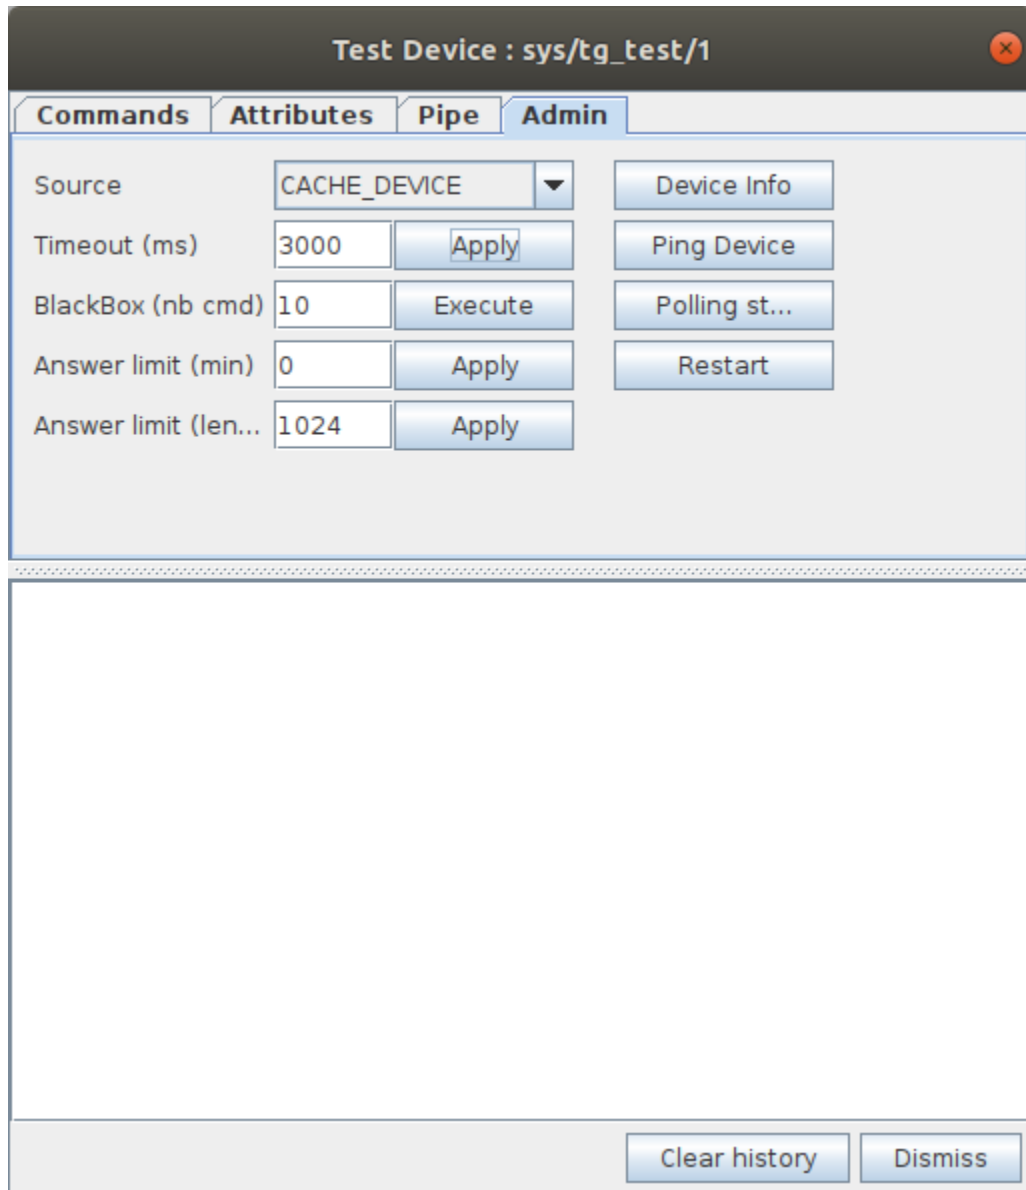 Test Device : sys/tg_test/1
Commands Attributes Pipe Admin
Source CACHE_DEVICE Device Info
Timeout (ms) 3000 Apply Ping Device
BlackBox (nb cmd) 10 Execute Polling st...
Answer limit (min) 0 Apply Restart
Answer limit (len... 1024 Apply
Clear history Dismiss